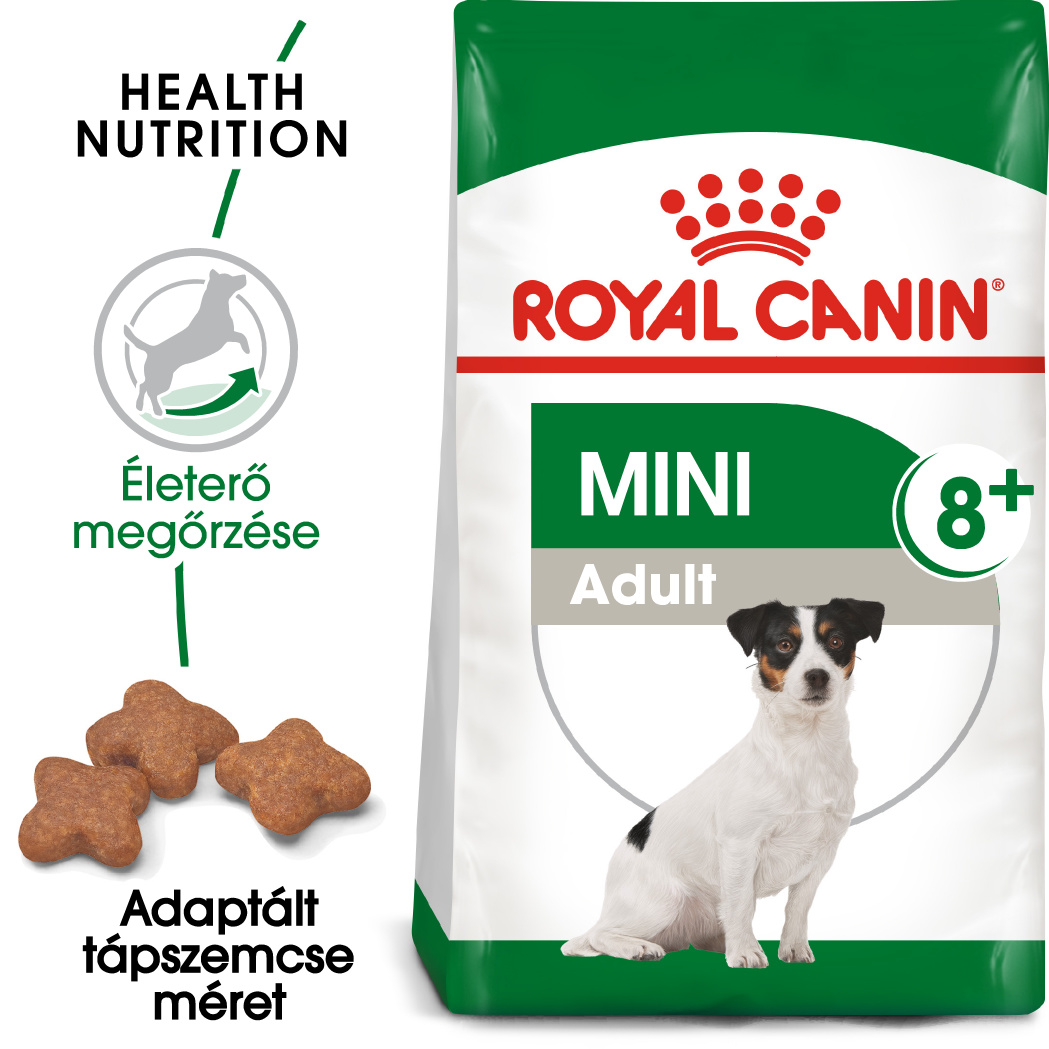 HEALTH
NUTRITION
Életerő
megőrzése
Adaptált
tápszemcse
méret
ROYAL CANIN®
MINI
8+
Adult